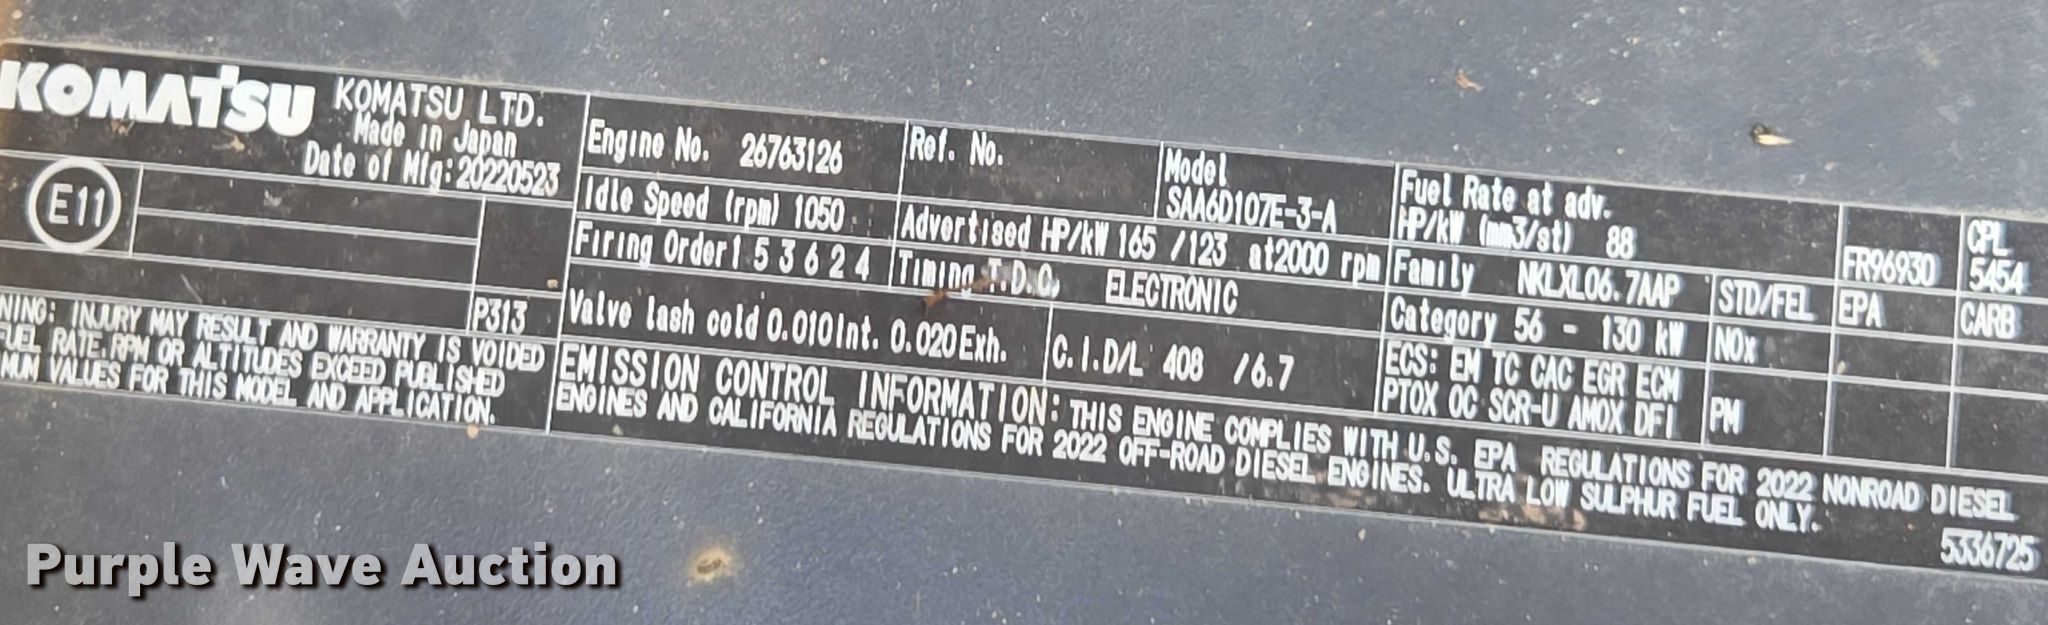 KOMATSU
KOMATSU LTD.
Made in Japan
Date of Mfg:20220523
E11
P313
NING: INJURY MAY RESULT AND WARRANTY IS VOIDED
FUEL RATE.RPM OR ALTITUDES EXCEED PUBLISHED
MUM VALUES FOR THIS MODEL AND APPLICATION.
Engine No. 26763126
Ref. No.
Model
SAA6D107E-3-A
Fuel Rate at adv.
HP/kW (mm3/st) 88
FR96930
CPL
5454
Idle Speed (rpm) 1050
Advertised HP/kW 165 /123 at2000 rpm
Family NKLXL06.7AAP
STD/FEL
EPA
CARB
Firing Order1 5 3 6 2 4
Timing T.D.C. ELECTRONIC
Category 56 - 130 kW
NOx
Valve lash cold 0.010Int. 0.020Exh.
C.I.D/L 408 /6.7
ECS: EM TC CAC EGR ECM
PTOX OC SCR-U AMOX DFI
PM
EMISSION CONTROL INFORMATION: THIS ENGINE COMPLIES WITH U.S. EPA REGULATIONS FOR 2022 NONROAD DIESEL
ENGINES AND CALIFORNIA REGULATIONS FOR 2022 OFF-ROAD DIESEL ENGINES. ULTRA LOW SULPHUR FUEL ONLY.
5336725
Purple Wave Auction